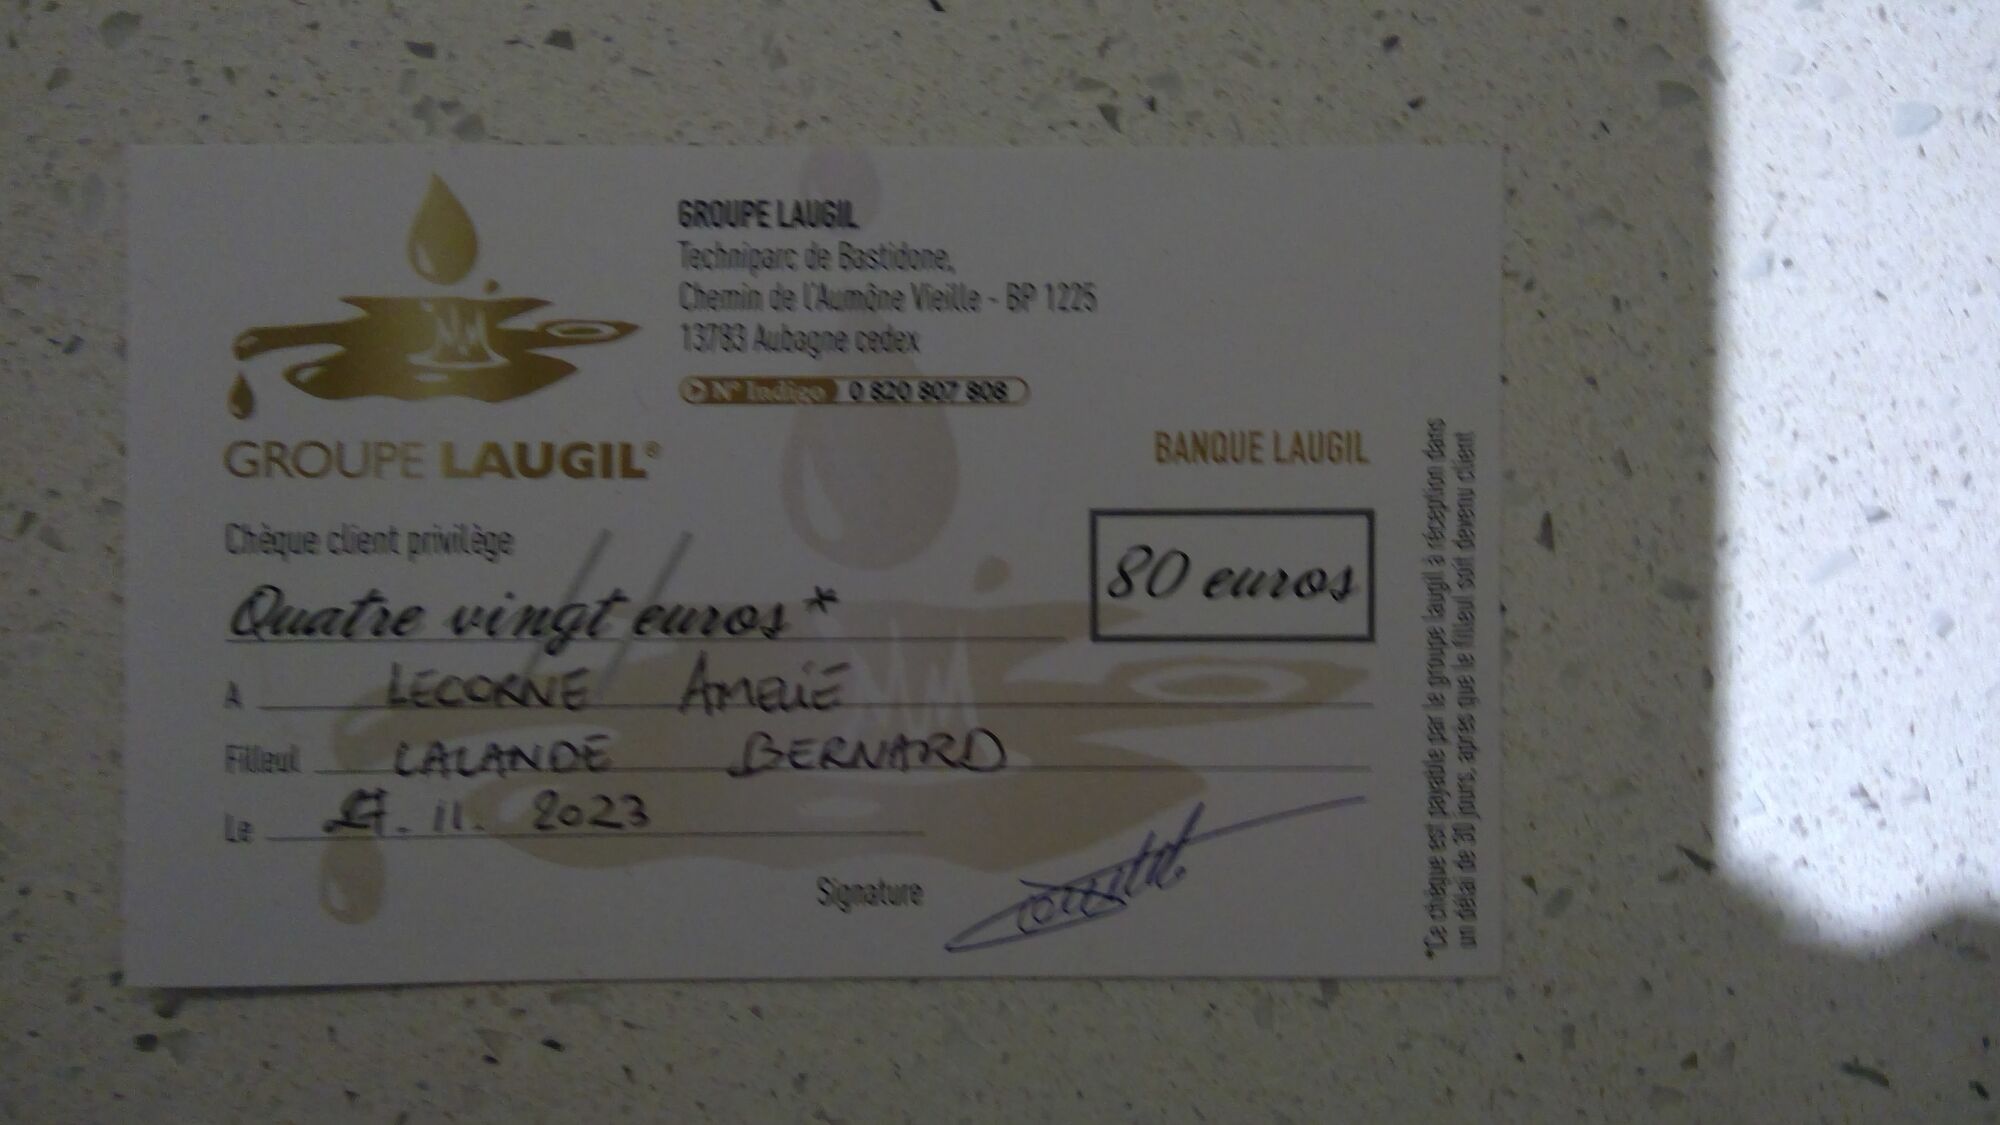 GROUPE LAUGIL
Techniparc de Bastidone,
Chemin de l'Aumône Vieille - BP 1225
13783 Aubagne cedex
N° Indigo 0 820 807 808
GROUPE LAUGIL®
BANQUE LAUGIL
Chèque client privilège
Quatre vingt euros*
80 euros
A LECORNE AMELIE
Filleul LALANDE BERNARD
Le 27. 11. 2023
Signature
*Ce chèque est payable par le groupe laugil à réception dans
un délai de 30 jours, après que le filleul soit devenu client